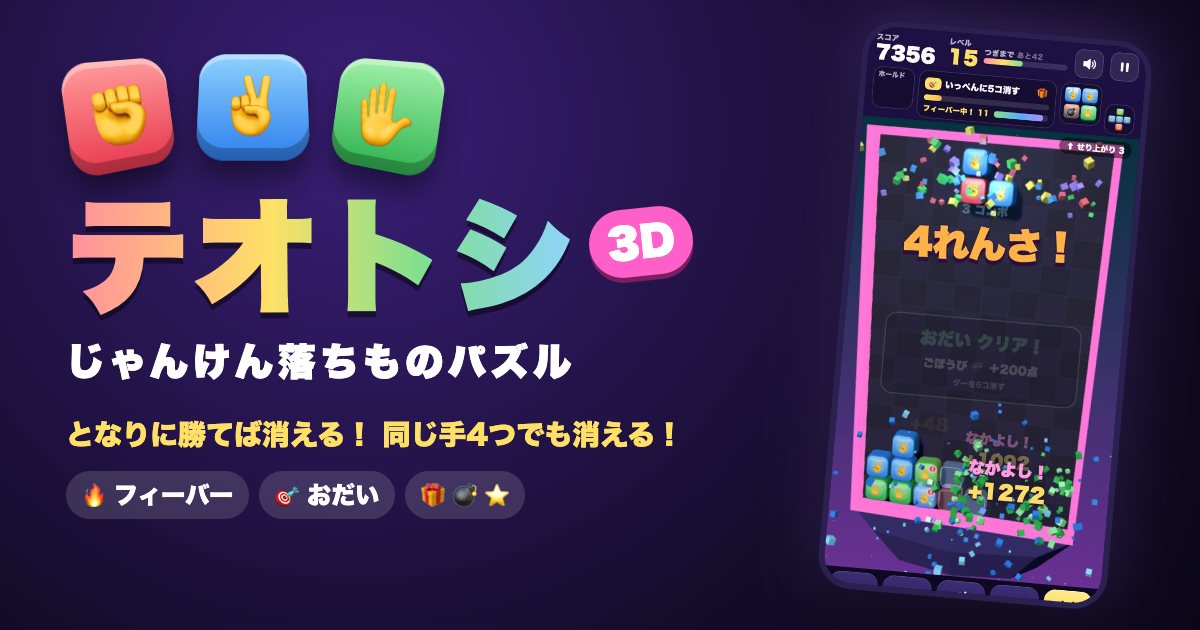 テオトシ 3D
じゃんけん落ちものパズル
となりに勝てば消える！ 同じ手4つでも消える！
フィーバー
おだい
スコア
7356
レベル
15
つぎまで あと42
ホールド
いっぺんに5コ消す
フィーバー中！ 11
↑ せり上がり 3
4れんさ！
おだい クリア！
ごほうび +200点
グーを6コ消す
+48
なかよし！
なかよし！
+1272